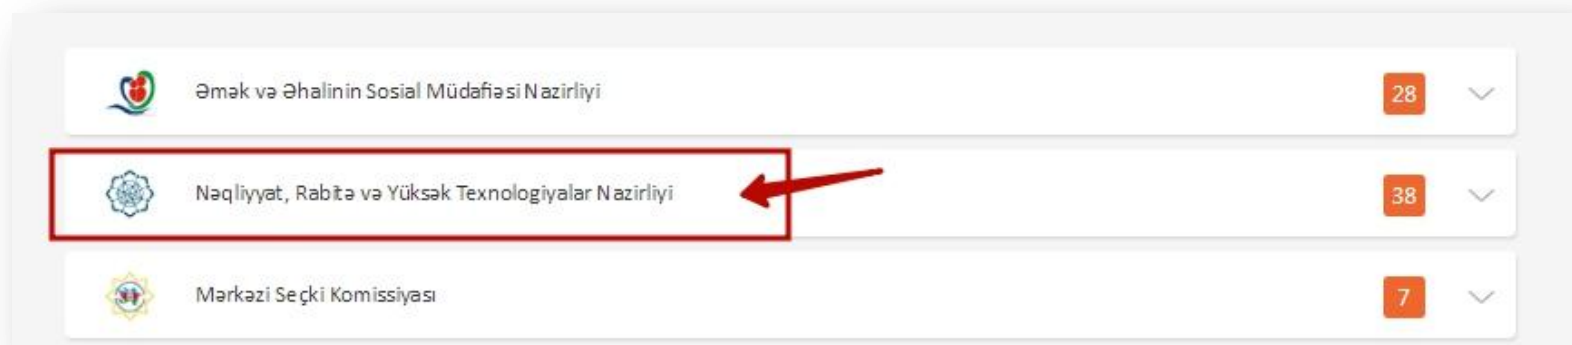 Əmək və Əhalinin Sosial Müdafiəsi Nazirliyi 28
Nəqliyyat, Rabitə və Yüksək Texnologiyalar Nazirliyi 38
Mərkəzi Seçki Komissiyası 7